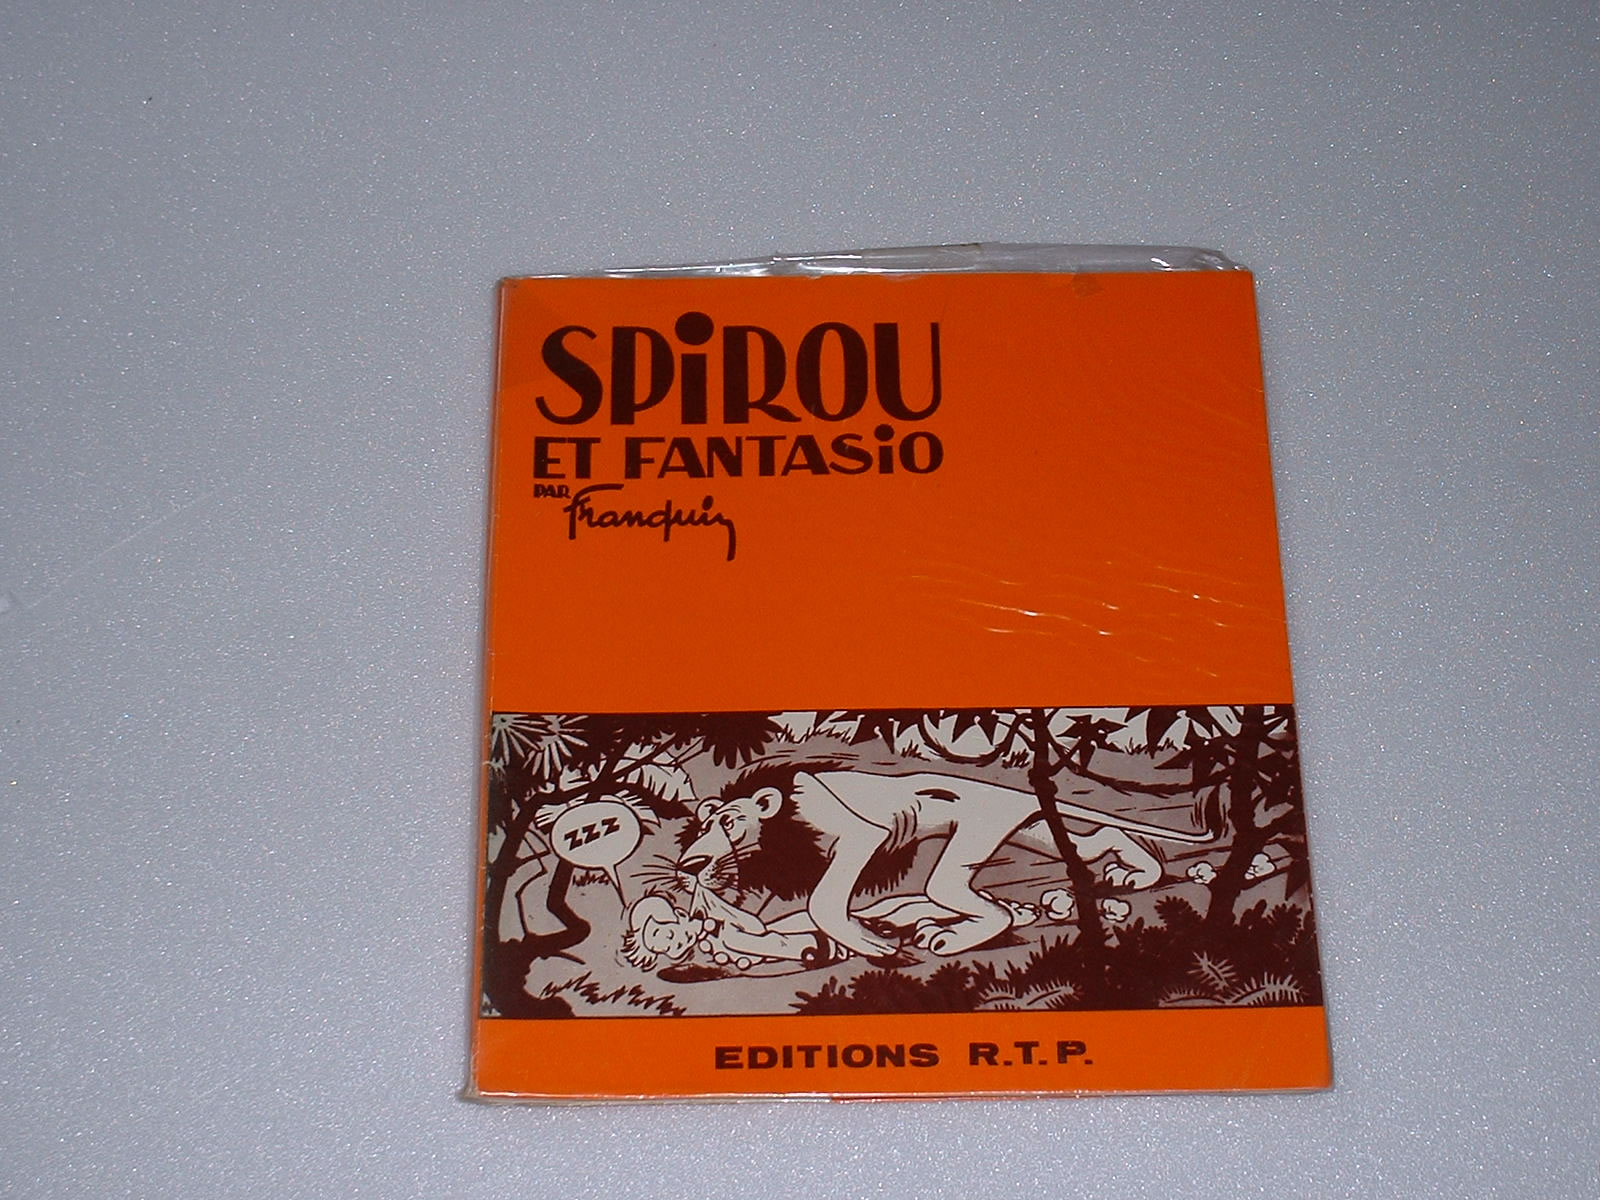 SPiROU
ET FANTASiO
PAR Franquin
ZZZ
EDITIONS R.T.P.